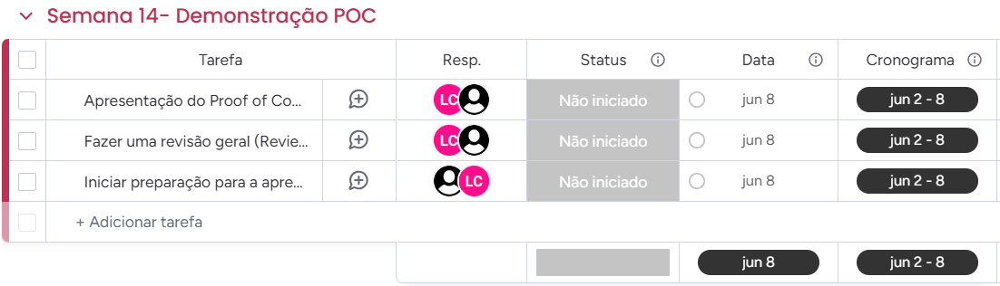 Semana 14- Demonstração POC
Tarefa Resp. Status Data Cronograma
Apresentação do Proof of Co... LC Não iniciado jun 8 jun 2 - 8
Fazer uma revisão geral (Revie... LC Não iniciado jun 8 jun 2 - 8
Iniciar preparação para a apre... LC Não iniciado jun 8 jun 2 - 8
+ Adicionar tarefa
jun 8 jun 2 - 8